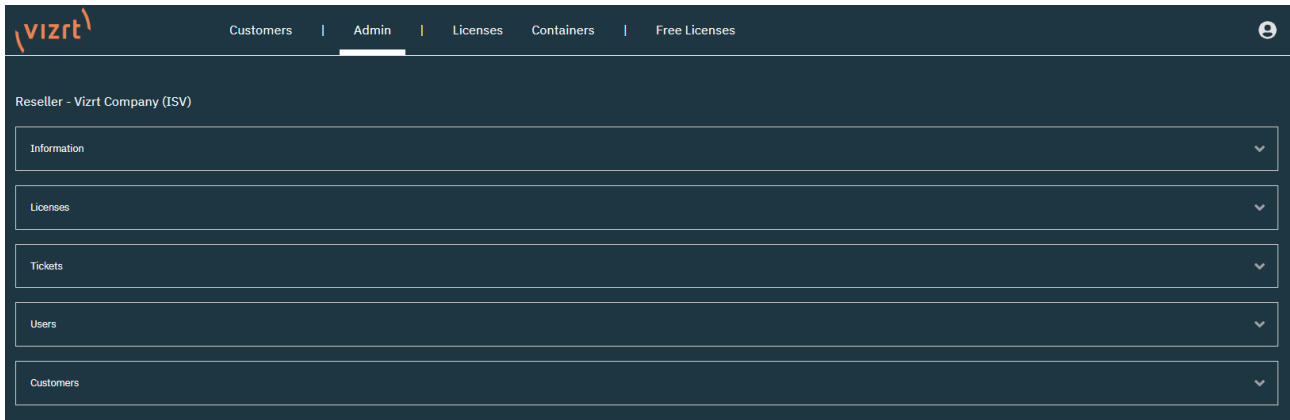 vizrt
Customers | Admin | Licenses Containers | Free Licenses
Reseller - Vizrt Company (ISV)
Information
Licenses
Tickets
Users
Customers